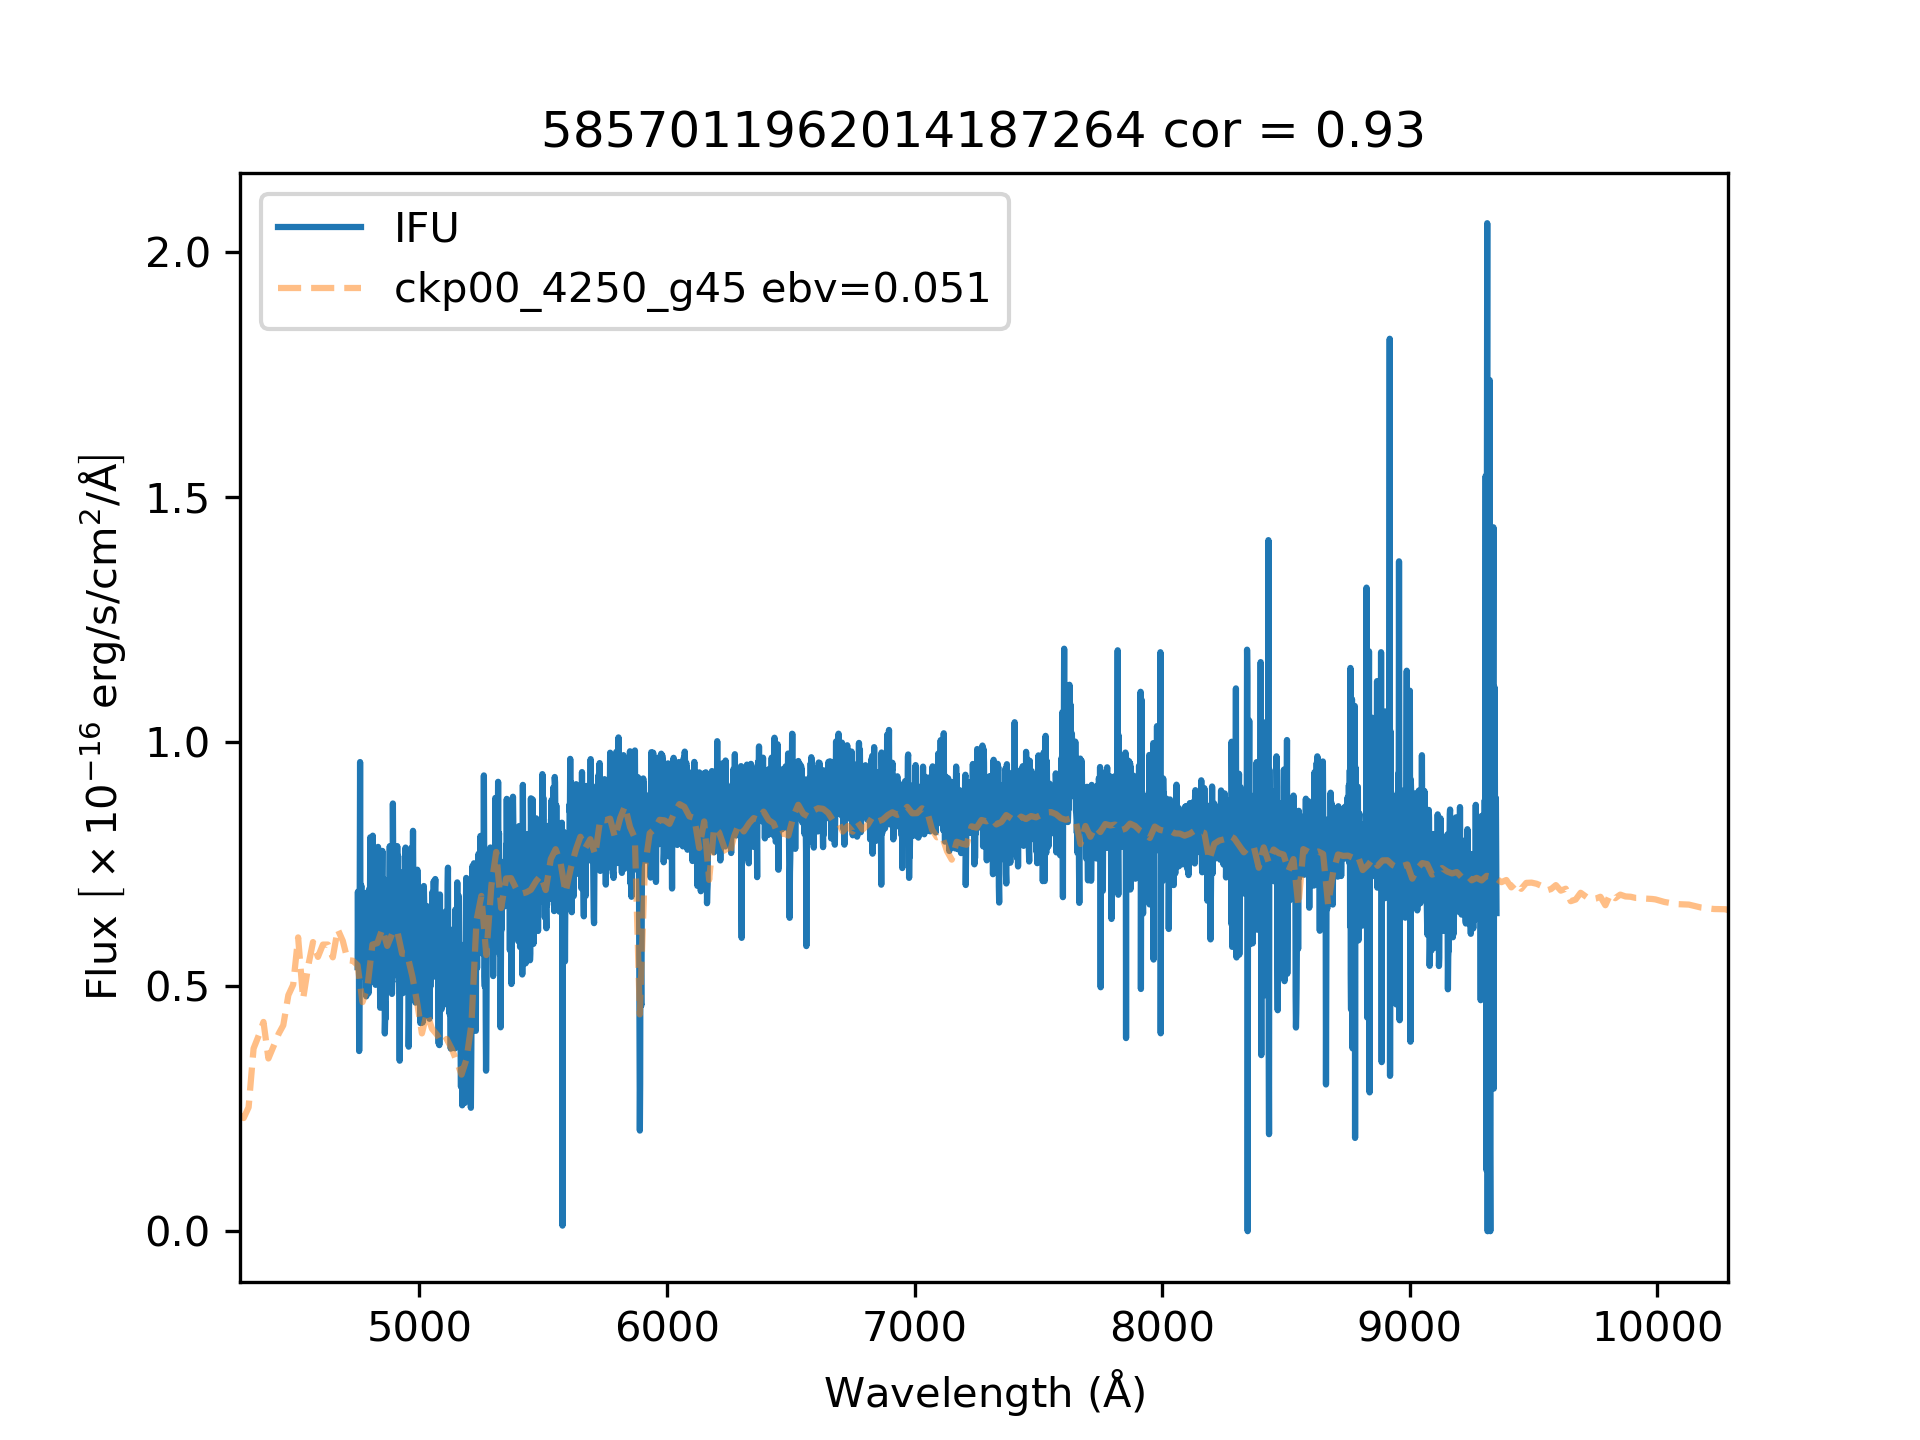 5857011962014187264 cor = 0.93
IFU
ckp00_4250_g45 ebv=0.051
2.0
1.5
1.0
0.5
0.0
Flux [×10⁻¹⁶ erg/s/cm²/Å]
5000 6000 7000 8000 9000 10000
Wavelength (Å)